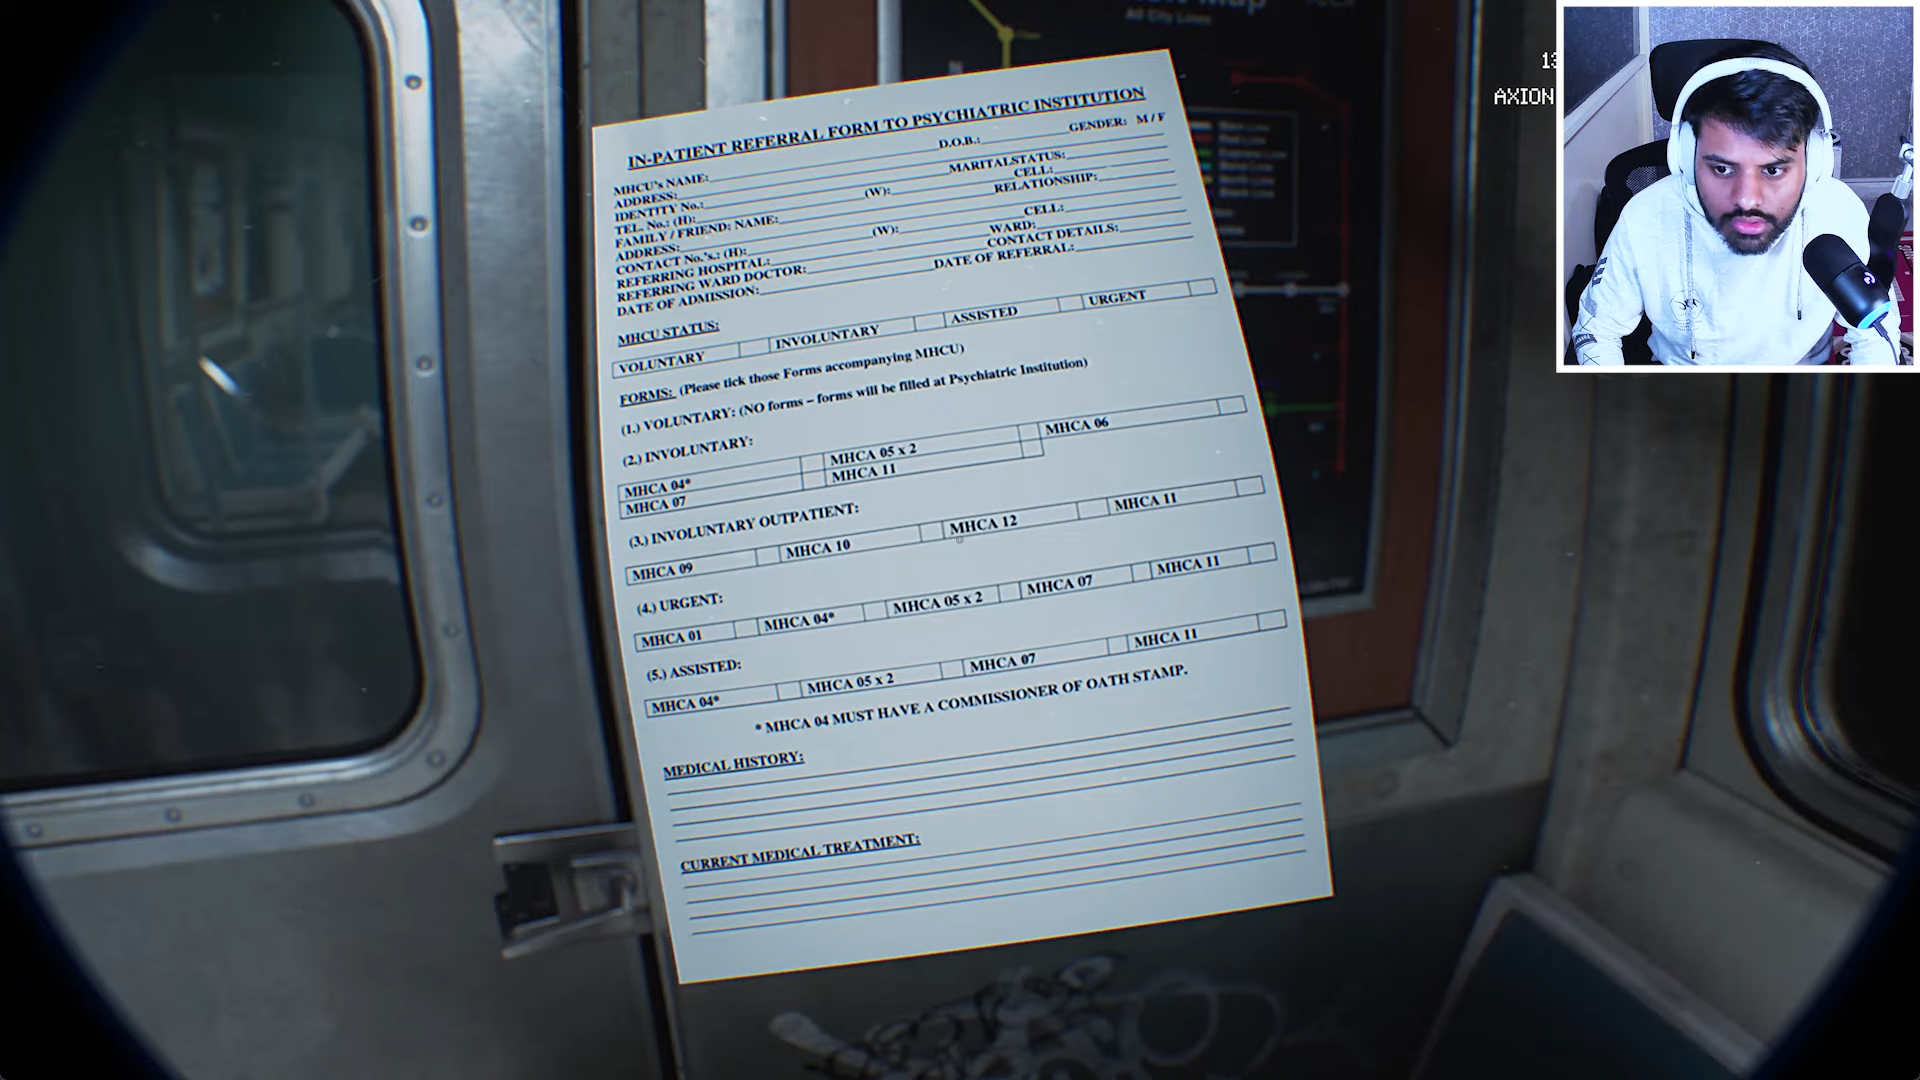 All City Lines
13
AXION
IN-PATIENT REFERRAL FORM TO PSYCHIATRIC INSTITUTION
MHCU's NAME: D.O.B.: GENDER: M / F
ADDRESS: MARITALSTATUS:
IDENTITY No.: CELL:
TEL. No.: (H): (W): RELATIONSHIP:
FAMILY / FRIEND: NAME:
ADDRESS: CELL:
CONTACT No.'s.: (H): (W):
REFERRING HOSPITAL: WARD:
REFERRING WARD DOCTOR: CONTACT DETAILS:
DATE OF ADMISSION: DATE OF REFERRAL:
MHCU STATUS:
VOLUNTARY INVOLUNTARY ASSISTED URGENT
FORMS: (Please tick those Forms accompanying MHCU)
(1.) VOLUNTARY: (NO forms – forms will be filled at Psychiatric Institution)
(2.) INVOLUNTARY:
MHCA 04* MHCA 05 x 2 MHCA 06
MHCA 07 MHCA 11
(3.) INVOLUNTARY OUTPATIENT:
MHCA 09 MHCA 10 MHCA 12 MHCA 11
(4.) URGENT:
MHCA 01 MHCA 04* MHCA 05 x 2 MHCA 07 MHCA 11
(5.) ASSISTED:
MHCA 04* MHCA 05 x 2 MHCA 07 MHCA 11
* MHCA 04 MUST HAVE A COMMISSIONER OF OATH STAMP.
MEDICAL HISTORY:
CURRENT MEDICAL TREATMENT: